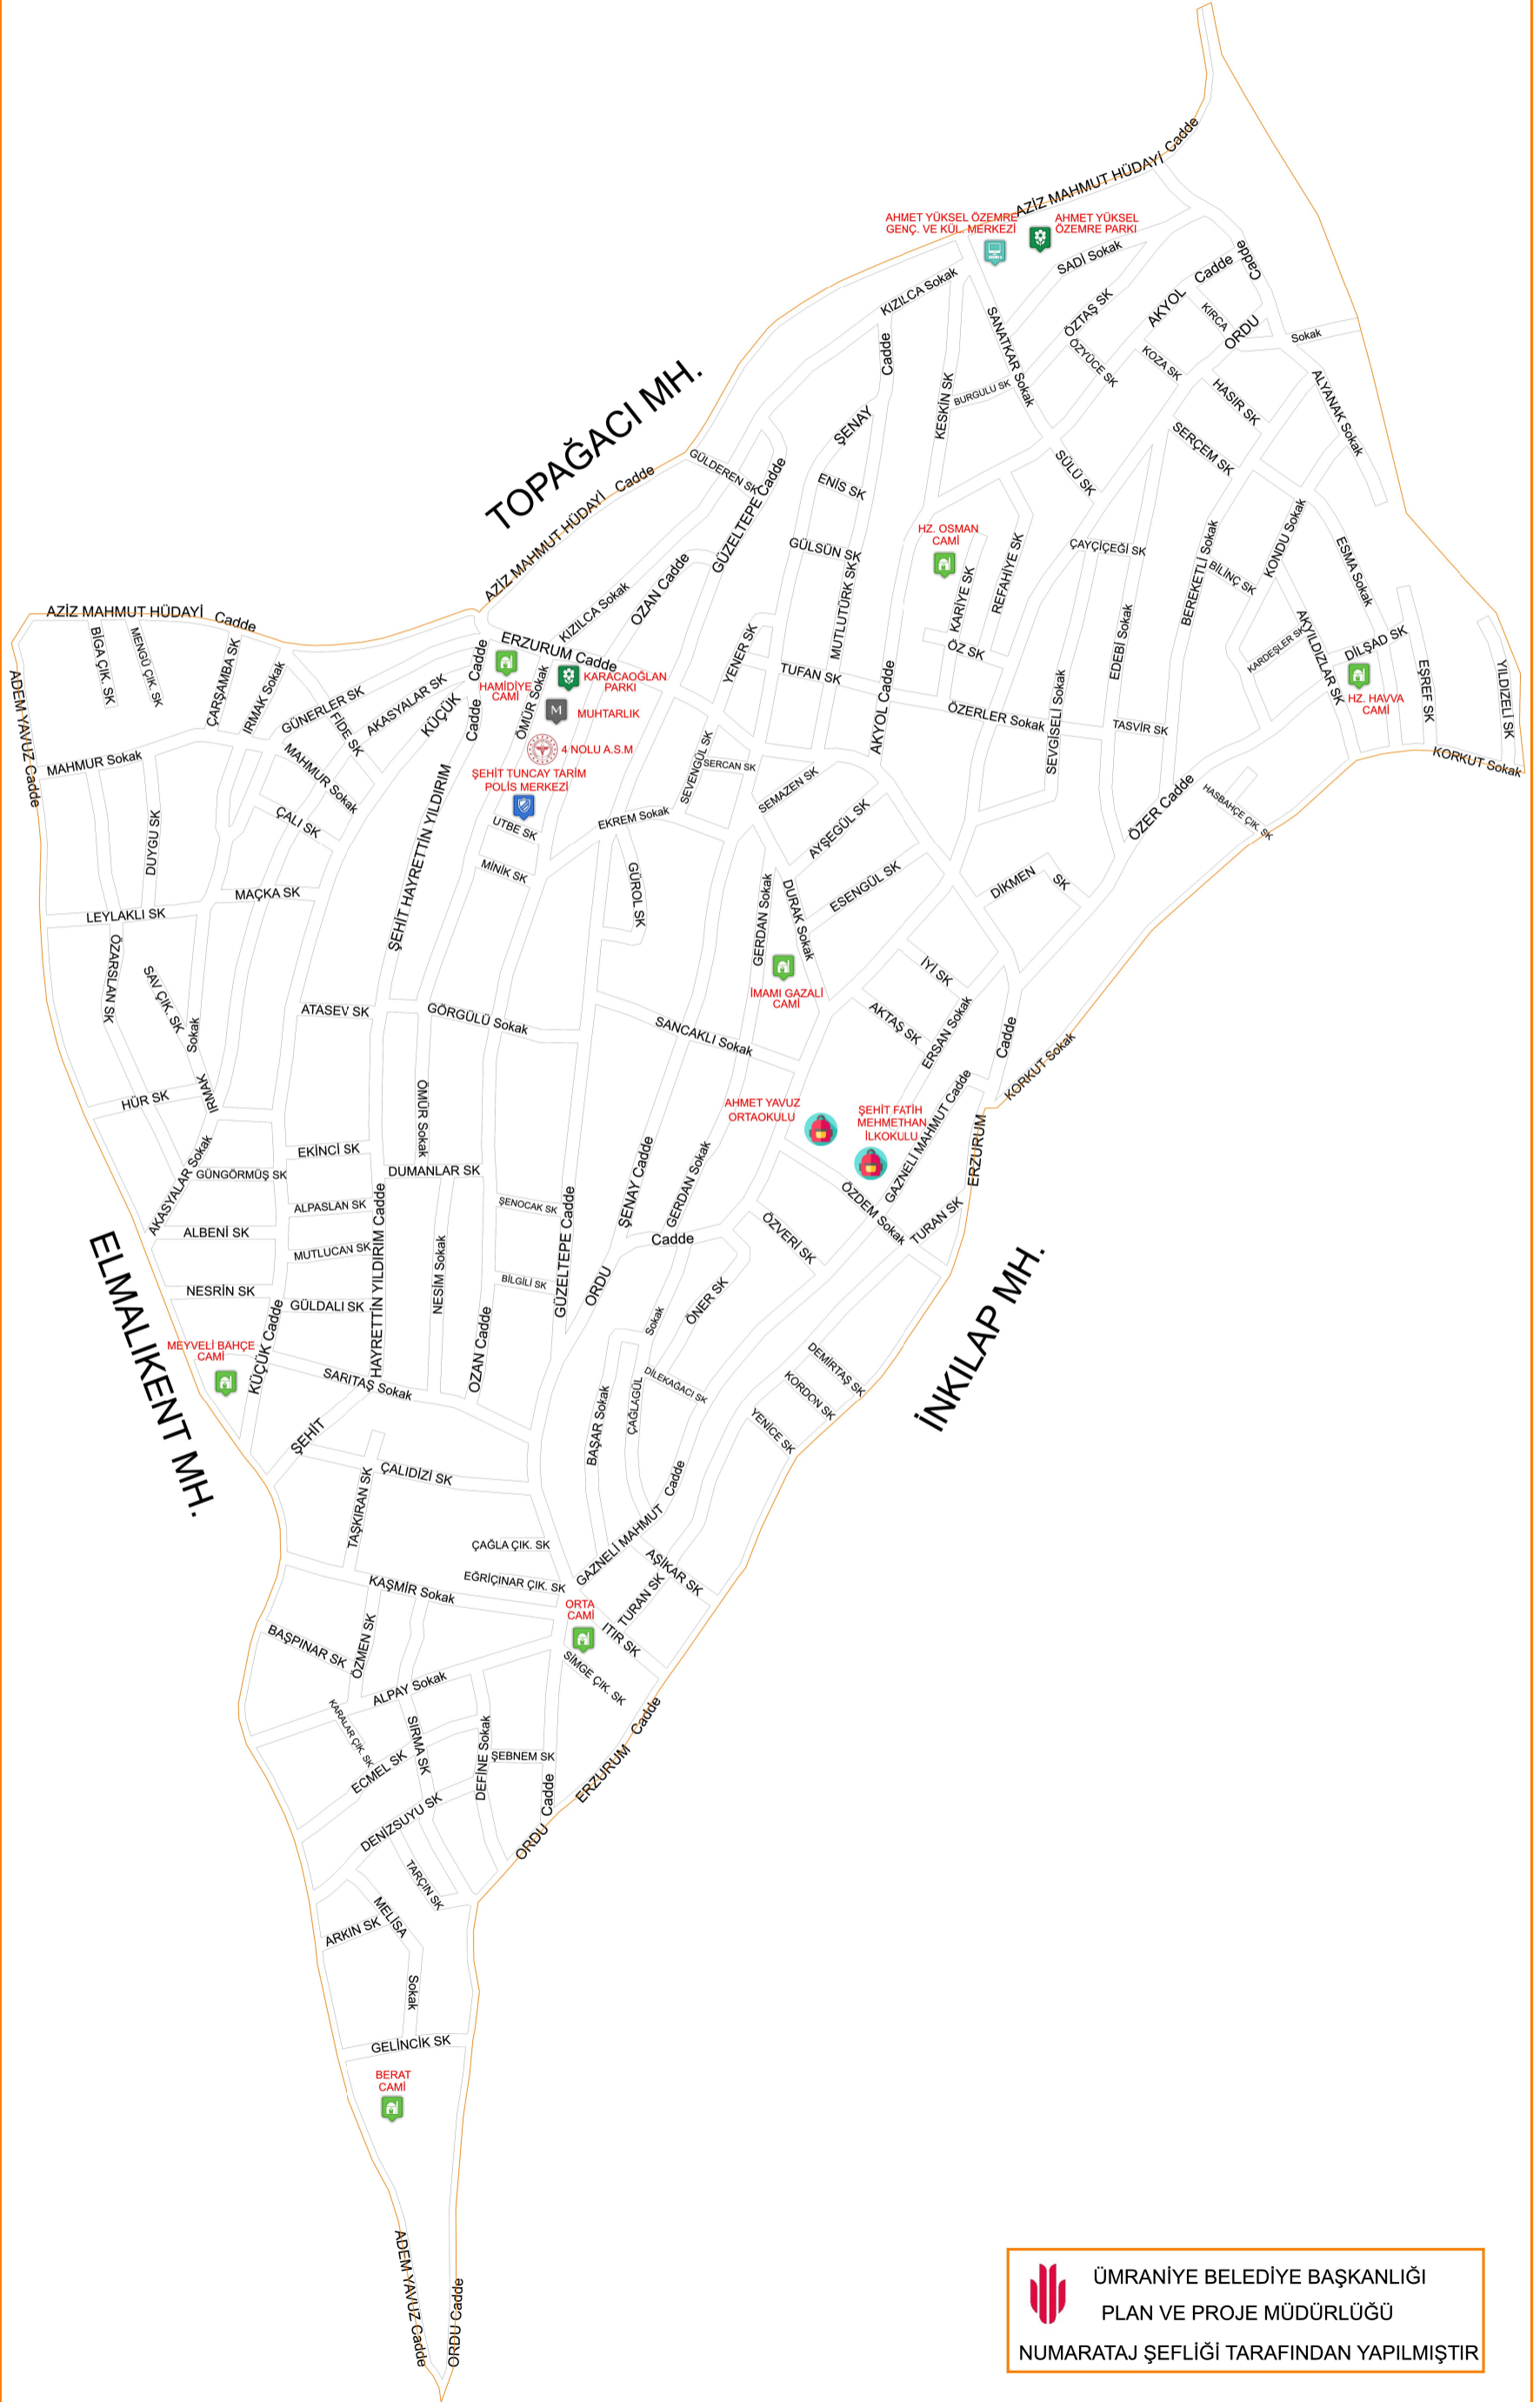 AZİZ MAHMUT HÜDAYİ Cadde
AHMET YÜKSEL ÖZEMRE
GENÇ. VE KÜL. MERKEZİ
AHMET YÜKSEL
ÖZEMRE PARKI
SADİ Sokak
Cadde
KIZILCA Sokak
AKYOL Cadde
ÖZTAŞ SK
KIRCA
ORDU
Sokak
SANATKAR Sokak
ÖZYÜCE SK
KOZA SK
Cadde
ŞENAY
KESKİN SK
BURGULU SK
HASIR SK
ALYANAK Sokak
TOPAĞACI MH.
SERÇEM SK
SÜLÜ SK
GÜLDEREN SK
GÜZELTEPE Cadde
ENİS SK
AZİZ MAHMUT HÜDAYİ Cadde
GÜLSÜN SK
HZ. OSMAN
CAMİ
ÇAYÇİÇEĞİ SK
BEREKETLİ Sokak
KONDU Sokak
ESMA Sokak
BİLİNÇ SK
REFAHİYE SK
KARİYE SK
MUTLUTÜRK SK
OZAN Cadde
KIZILCA Sokak
AZİZ MAHMUT HÜDAYİ Cadde
BİGA ÇIK. SK
MENGÜ ÇIK. SK
ÇARŞAMBA SK
IRMAK Sokak
ADEM YAVUZ Cadde
ERZURUM Cadde
HAMİDİYE
CAMİ
KARACAOĞLAN
PARKI
MUHTARLIK
M
4 NOLU A.S.M
ŞEHİT TUNCAY TARİM
POLİS MERKEZİ
ÖMÜR Sokak
KÜÇÜK Cadde
Cadde
ŞEHİT HAYRETTİN YILDIRIM
AKASYALAR SK
GÜNERLER SK
FİDE SK
MAHMUR Sokak
MAHMUR Sokak
YENER SK
TUFAN SK
ÖZ SK
EDEBİ Sokak
AKYILDIZLAR SK
KARDEŞLER SK
DİLŞAD SK
HZ. HAVVA
CAMİ
EŞREF SK
YILDIZELİ SK
KORKUT Sokak
ÖZERLER Sokak
TASVİR SK
SEVGİSELİ Sokak
AKYOL Cadde
SEVENGÜL SK
SERCAN SK
SEMAZEN SK
HASBAHÇE ÇIK. SK
ÖZER Cadde
ÇALI SK
DUYGU SK
UTBE SK
EKREM Sokak
AYŞEGÜL SK
MİNİK SK
GÜROL SK
ESENGÜL SK
DİKMEN SK
MAÇKA SK
LEYLAKLI SK
GERDAN Sokak
DURAK Sokak
ÖZARSLAN SK
SAV ÇIK. SK
Sokak
IRMAK
İMAMI GAZALİ
CAMİ
İYİ SK
AKTAŞ SK
ERSAN Sokak
ATASEV SK
GÖRGÜLÜ Sokak
SANCAKLI Sokak
Cadde
KORKUT Sokak
HÜR SK
ÖMÜR Sokak
AHMET YAVUZ
ORTAOKULU
ŞEHİT FATİH
MEHMETHAN
İLKOKULU
GAZNELİ MAHMUT Cadde
ERZURUM
EKİNCİ SK
AKASYALAR Sokak
GÜNGÖRMÜŞ SK
DUMANLAR SK
ÖZDEM Sokak
ALPASLAN SK
ŞENOCAK SK
ŞENAY Cadde
GERDAN Sokak
TURAN SK
ALBENİ SK
MUTLUCAN SK
Cadde
ÖZVERİ SK
ELMALIKENT MH.
NESİM Sokak
BİLGİLİ SK
GÜZELTEPE Cadde
ORDU
ÖNER SK
NESRİN SK
GÜLDALI SK
HAYRETTİN YILDIRIM Cadde
KÜÇÜK Cadde
OZAN Cadde
Sokak
İNKILAP MH.
MEYVELİ BAHÇE
CAMİ
SARITAŞ Sokak
ÇAĞLAGÜL
DİLEKAĞACI SK
DEMİRTAŞ SK
KORDON SK
YENİCE SK
BAŞAR Sokak
ŞEHİT
ÇALIDİZİ SK
TAŞKIRAN SK
GAZNELİ MAHMUT Cadde
ÇAĞLA ÇIK. SK
EĞRİÇINAR ÇIK. SK
AŞİKAR SK
TURAN SK
KAŞMİR Sokak
ORTA
CAMİ
ITIR SK
SİMGE ÇIK. SK
BAŞPINAR SK
ÖZMEN SK
ALPAY Sokak
KARALAR ÇIK. SK
SIRMA SK
ECMEL SK
DEFİNE Sokak
ŞEBNEM SK
ERZURUM Cadde
ORDU Cadde
DENİZSUYU SK
TARÇIN SK
MELİSA
Sokak
ARKIN SK
GELİNCİK SK
BERAT
CAMİ
ADEM YAVUZ Cadde
ORDU Cadde
ÜMRANİYE BELEDİYE BAŞKANLIĞI
PLAN VE PROJE MÜDÜRLÜĞÜ
NUMARATAJ ŞEFLİĞİ TARAFINDAN YAPILMIŞTIR